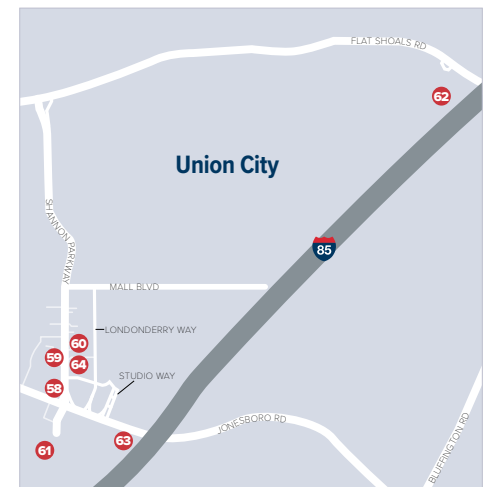 FLAT SHOALS RD
62
Union City
SHANNON PARKWAY
85
MALL BLVD
LONDONDERRY WAY
60
59
64
STUDIO WAY
58
JONESBORO RD
BUFFINGTON RD
63
61